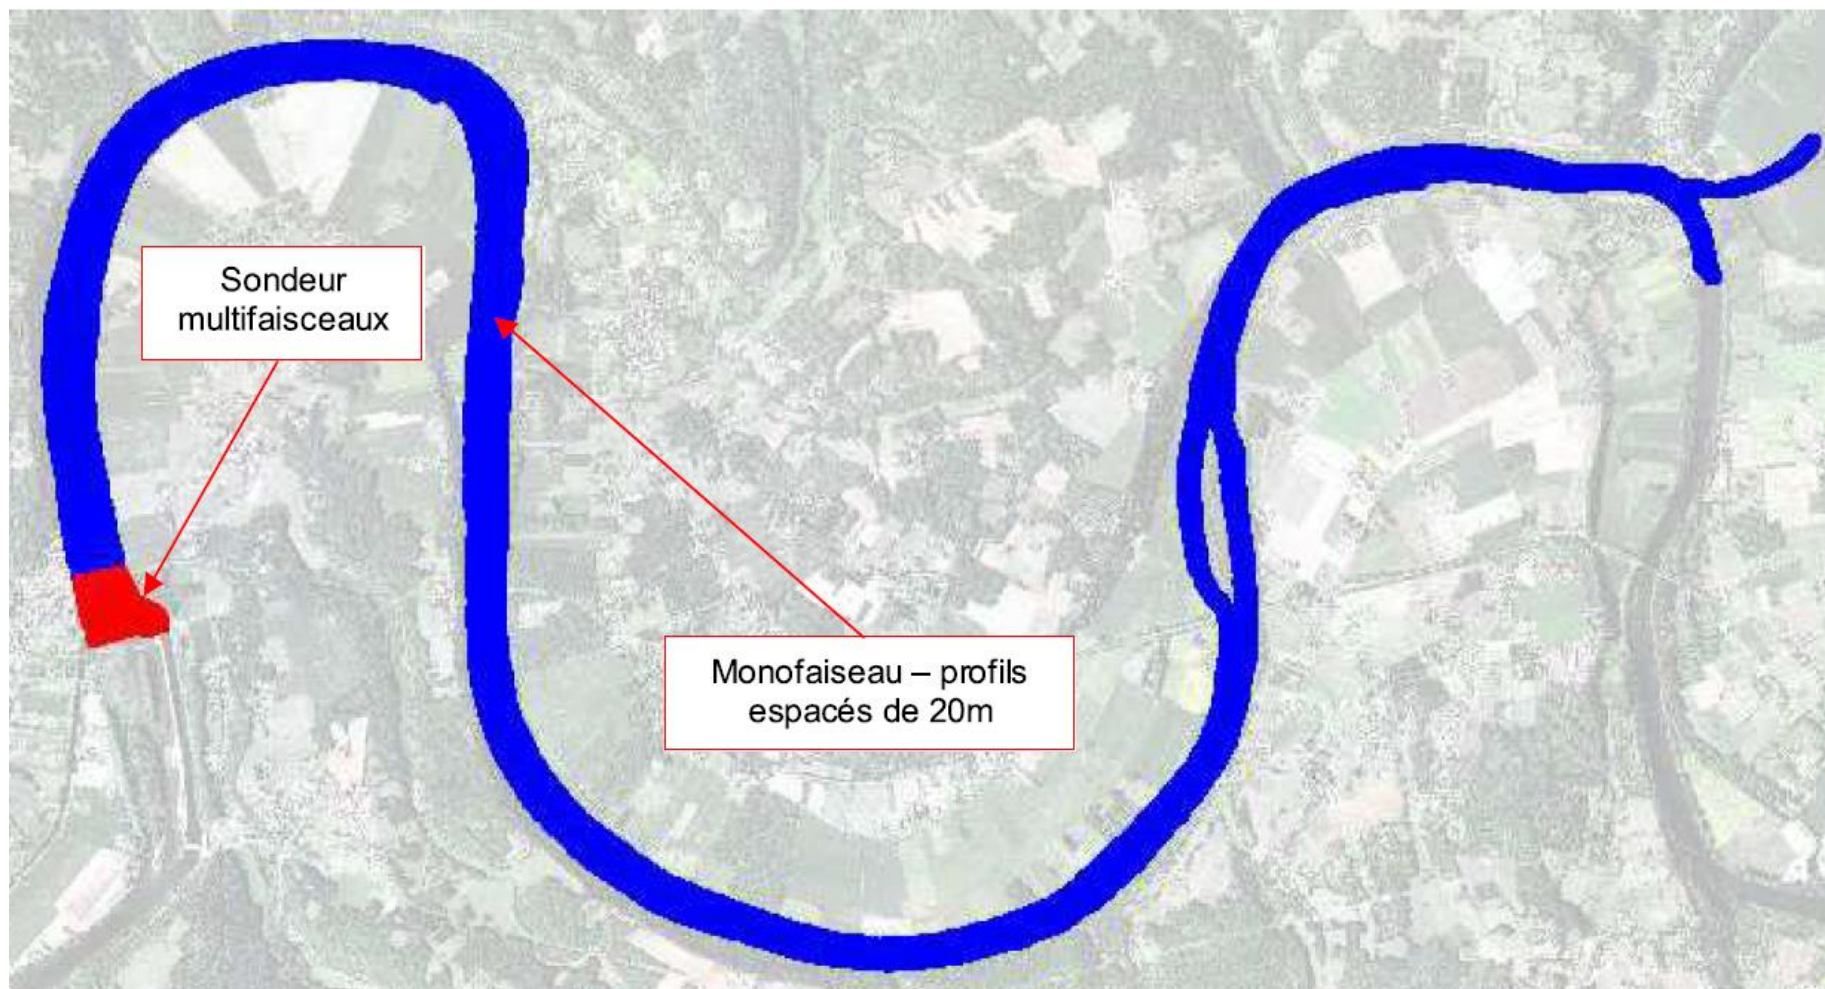 Sondeur
multifaisceaux
Monofaiseau – profils
espacés de 20m